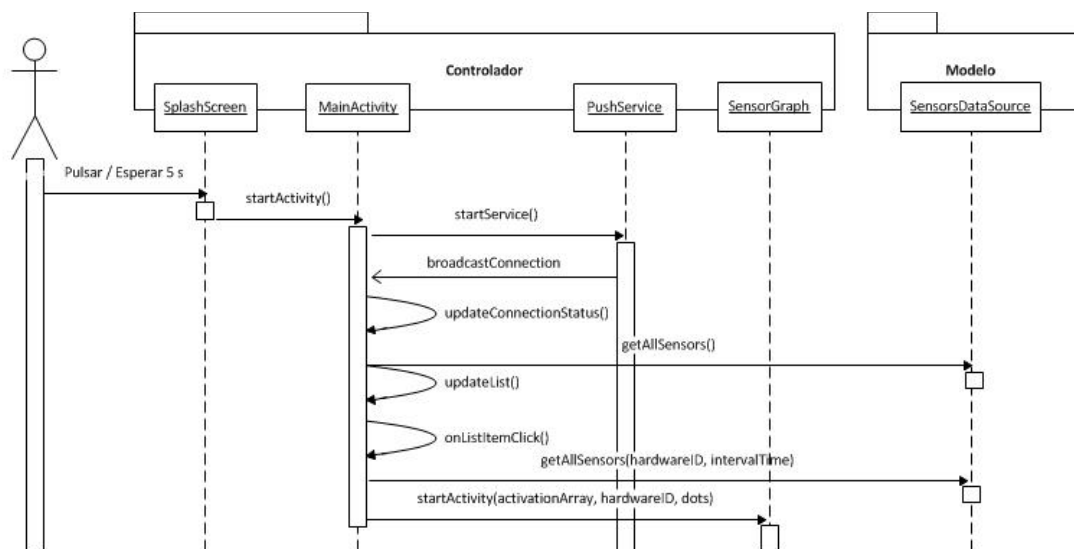 Controlador
Modelo
SplashScreen
MainActivity
PushService
SensorGraph
SensorsDataSource
Pulsar / Esperar 5 s
startActivity()
startService()
broadcastConnection
updateConnectionStatus()
getAllSensors()
updateList()
onListItemClick()
getAllSensors(hardwareID, intervalTime)
startActivity(activationArray, hardwareID, dots)